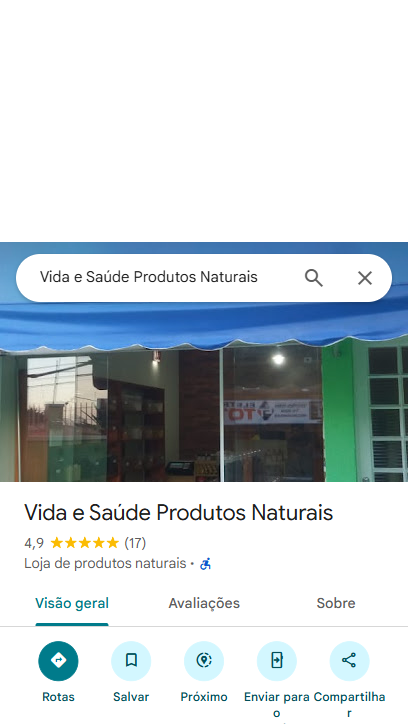 Vida e Saúde Produtos Naturais
Vida e Saúde Produtos Naturais
4,9 (17)
Loja de produtos naturais ·
Visão geral Avaliações Sobre
Rotas Salvar Próximo Enviar para o Compartilhar